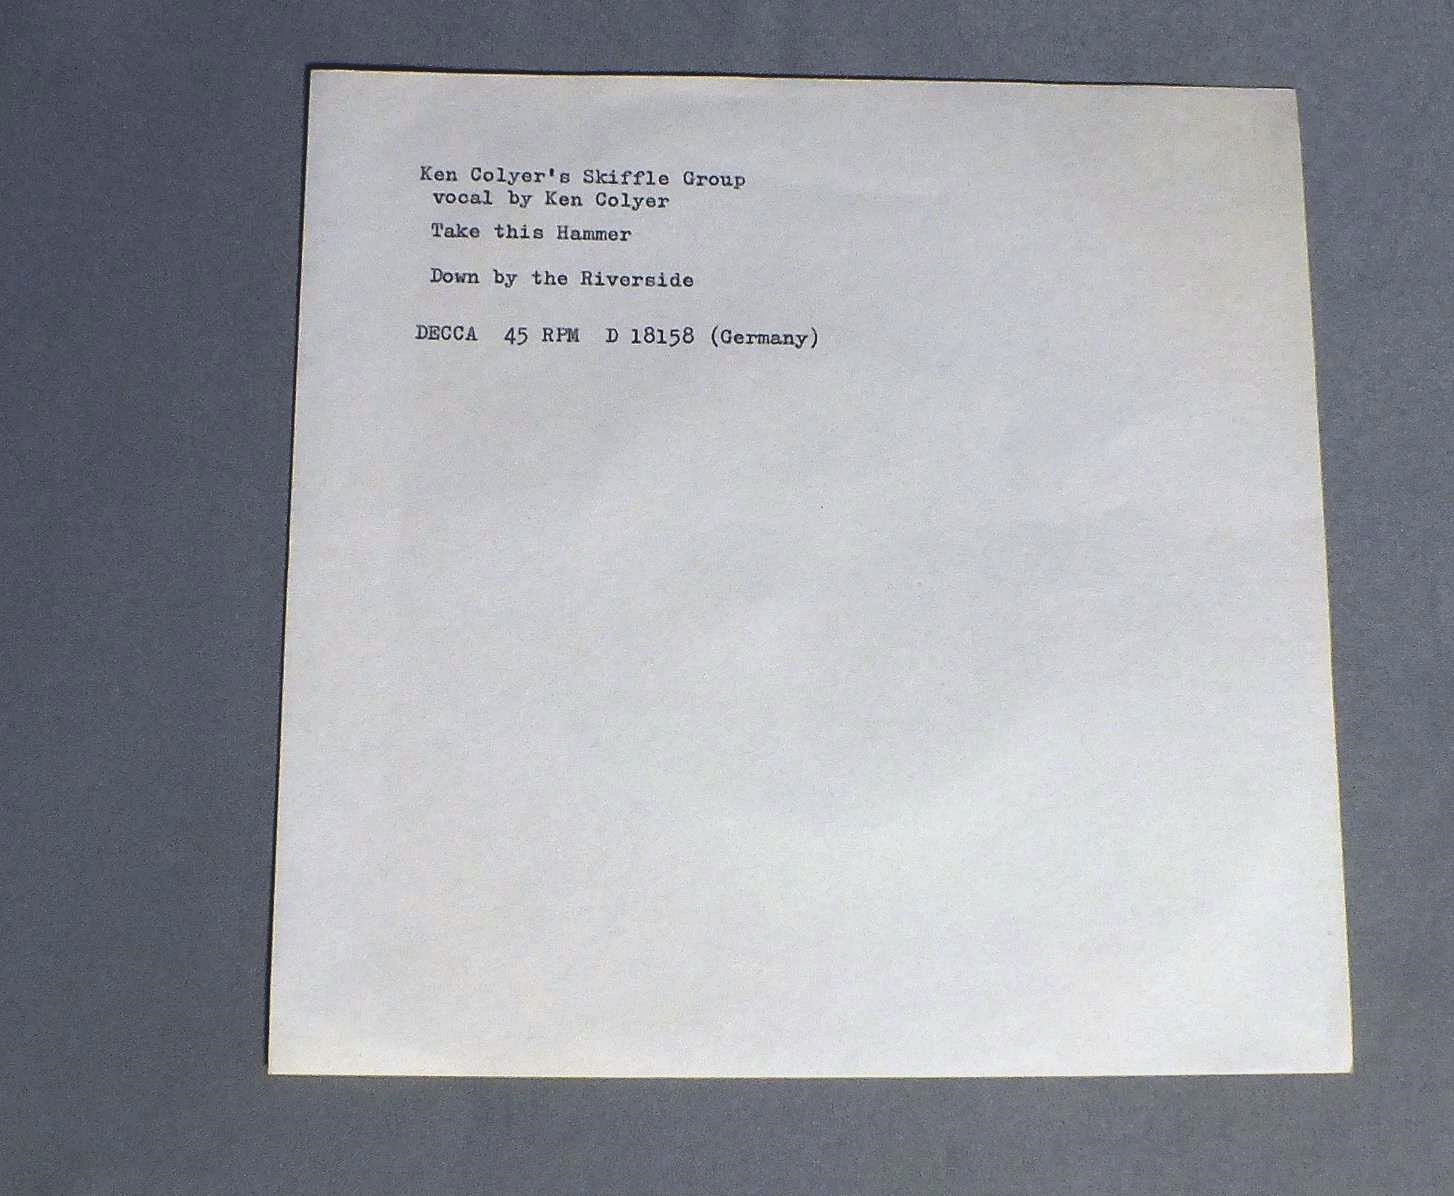 Ken Colyer's Skiffle Group
vocal by Ken Colyer
Take this Hammer
Down by the Riverside
DECCA 45 RPM D 18158 (Germany)